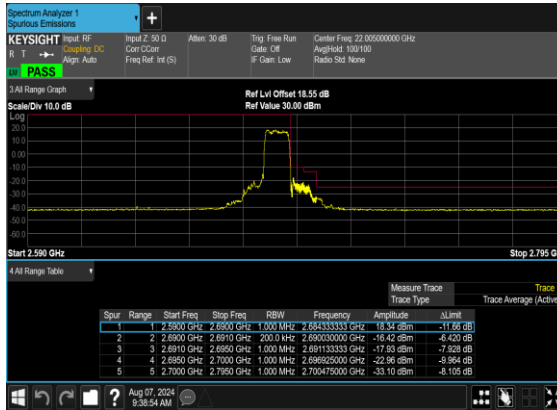 Spectrum Analyzer 1
Spurious Emissions
+
KEYSIGHT Input: RF Input Z: 50 Ω Atten: 30 dB Trig: Free Run Center Freq: 22.005000000 GHz
R T Coupling: DC Corr CCorr Gate: Off Avg|Hold: 100/100
Align: Auto Freq Ref: Int (S) IF Gain: Low Radio Std: None
PASS
3 All Range Graph Ref Lvl Offset 18.55 dB
Scale/Div 10.0 dB Ref Value 30.00 dBm
Log
20.0
10.0
0.00
-10.0
-20.0
-30.0
-40.0
-50.0
-60.0
Start 2.590 GHz Stop 2.795 G
4 All Range Table
Measure Trace Trace
Trace Type Trace Average (Active
Spur Range Start Freq Stop Freq RBW Frequency Amplitude ΔLimit
1 1 2.5900 GHz 2.6900 GHz 1.000 MHz 2.684333333 GHz 18.34 dBm -11.66 dB
2 2 2.6900 GHz 2.6910 GHz 200.0 kHz 2.690030000 GHz -16.42 dBm -6.420 dB
3 3 2.6910 GHz 2.6950 GHz 1.000 MHz 2.691133333 GHz -17.93 dBm -7.928 dB
4 4 2.6950 GHz 2.7000 GHz 1.000 MHz 2.696925000 GHz -22.96 dBm -9.964 dB
5 5 2.7000 GHz 2.7950 GHz 1.000 MHz 2.700475000 GHz -33.10 dBm -8.105 dB
? Aug 07, 2024
9:38:54 AM